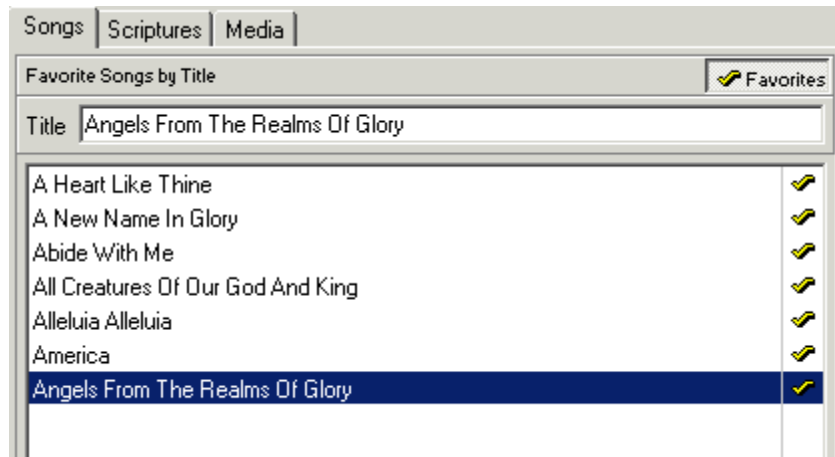 Songs Scriptures Media
Favorite Songs by Title Favorites
Title Angels From The Realms Of Glory
A Heart Like Thine
A New Name In Glory
Abide With Me
All Creatures Of Our God And King
Alleluia Alleluia
America
Angels From The Realms Of Glory